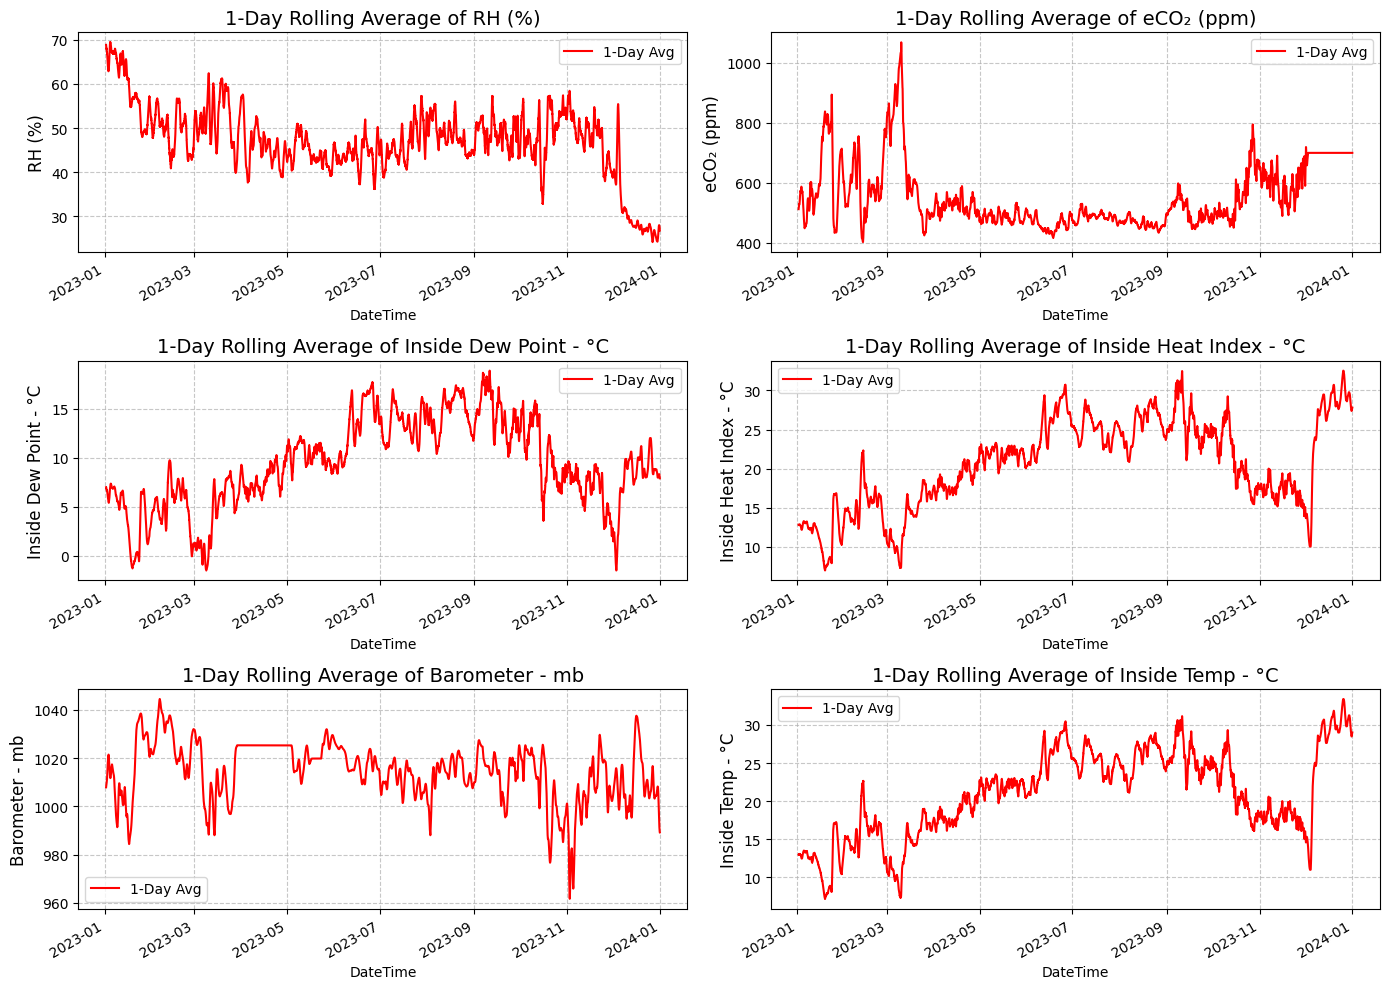 1-Day Rolling Average of RH (%)
RH (%)
70
60
50
40
30
1-Day Avg
2023-01
2023-03
2023-05
2023-07
2023-09
2023-11
2024-01
DateTime
1-Day Rolling Average of eCO₂ (ppm)
eCO₂ (ppm)
1000
800
600
400
1-Day Avg
2023-01
2023-03
2023-05
2023-07
2023-09
2023-11
2024-01
DateTime
1-Day Rolling Average of Inside Dew Point - °C
Inside Dew Point - °C
15
10
5
0
1-Day Avg
2023-01
2023-03
2023-05
2023-07
2023-09
2023-11
2024-01
DateTime
1-Day Rolling Average of Inside Heat Index - °C
Inside Heat Index - °C
30
25
20
15
10
1-Day Avg
2023-01
2023-03
2023-05
2023-07
2023-09
2023-11
2024-01
DateTime
1-Day Rolling Average of Barometer - mb
Barometer - mb
1040
1020
1000
980
960
1-Day Avg
2023-01
2023-03
2023-05
2023-07
2023-09
2023-11
2024-01
DateTime
1-Day Rolling Average of Inside Temp - °C
Inside Temp - °C
30
25
20
15
10
1-Day Avg
2023-01
2023-03
2023-05
2023-07
2023-09
2023-11
2024-01
DateTime